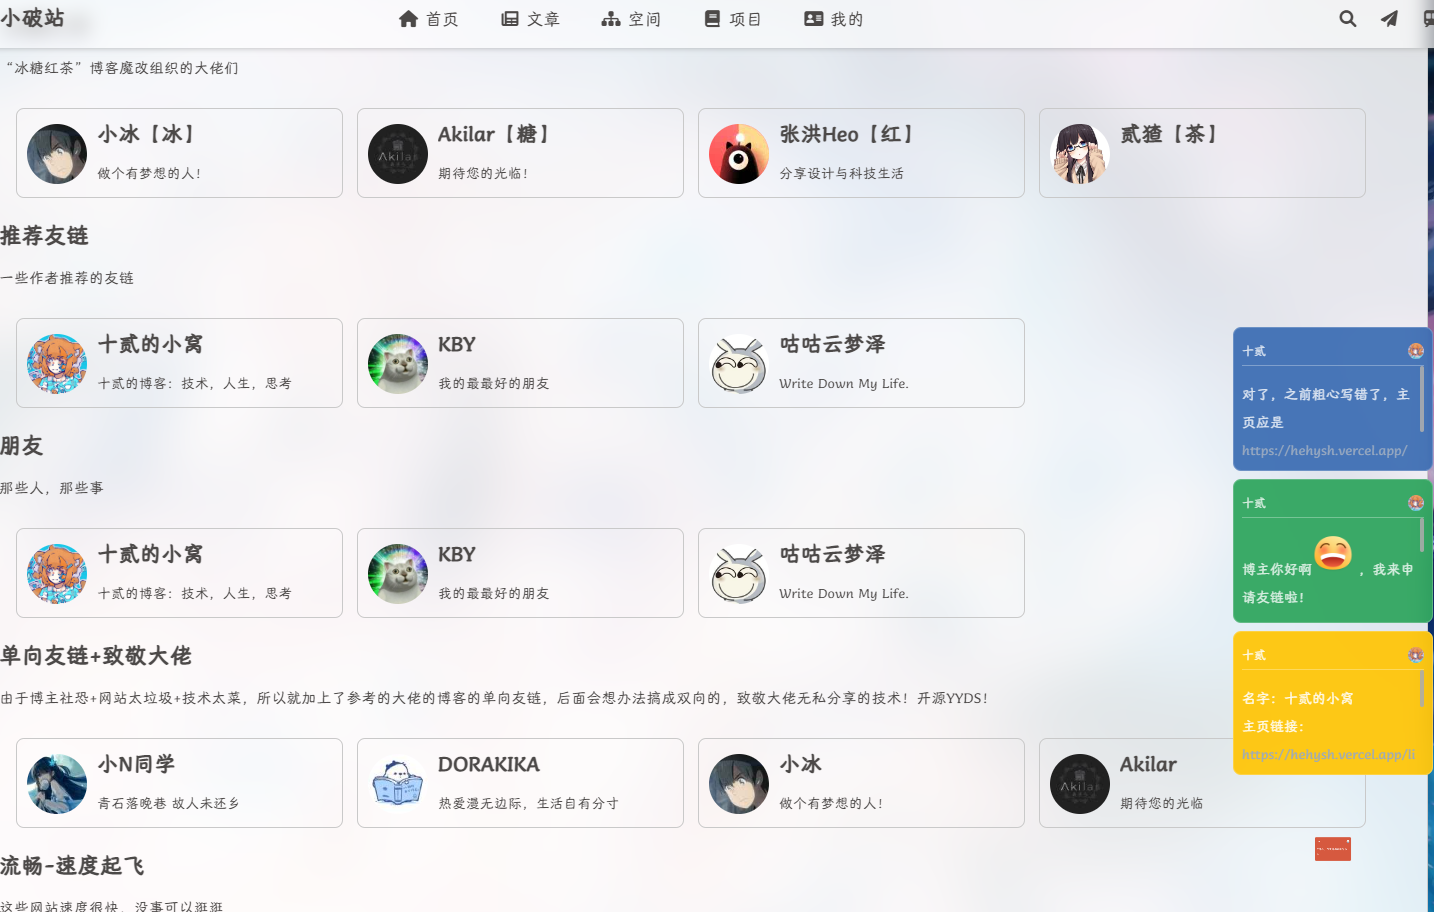 小破站
首页 文章 空间 项目 我的
“冰糖红茶”博客魔改组织的大佬们
小冰【冰】
做个有梦想的人！
Akilar【糖】
期待您的光临！
张洪Heo【红】
分享设计与科技生活
贰猹【茶】
推荐友链
一些作者推荐的友链
十贰的小窝
十贰的博客：技术，人生，思考
KBY
我的最最好的朋友
咕咕云梦泽
Write Down My Life.
朋友
那些人，那些事
十贰的小窝
十贰的博客：技术，人生，思考
KBY
我的最最好的朋友
咕咕云梦泽
Write Down My Life.
单向友链+致敬大佬
由于博主社恐+网站太垃圾+技术太菜，所以就加上了参考的大佬的博客的单向友链，后面会想办法搞成双向的，致敬大佬无私分享的技术！开源YYDS！
小N同学
青石落晚巷 故人未还乡
DORAKIKA
热爱漫无边际，生活自有分寸
小冰
做个有梦想的人！
Akilar
期待您的光临
流畅-速度起飞
这些网站速度很快，没事可以逛逛
十贰
对了，之前粗心写错了，主
页应是
https://hehysh.vercel.app/
十贰
博主你好啊 ，我来申
请友链啦！
十贰
名字：十贰的小窝
主页链接：
https://hehysh.vercel.app/li